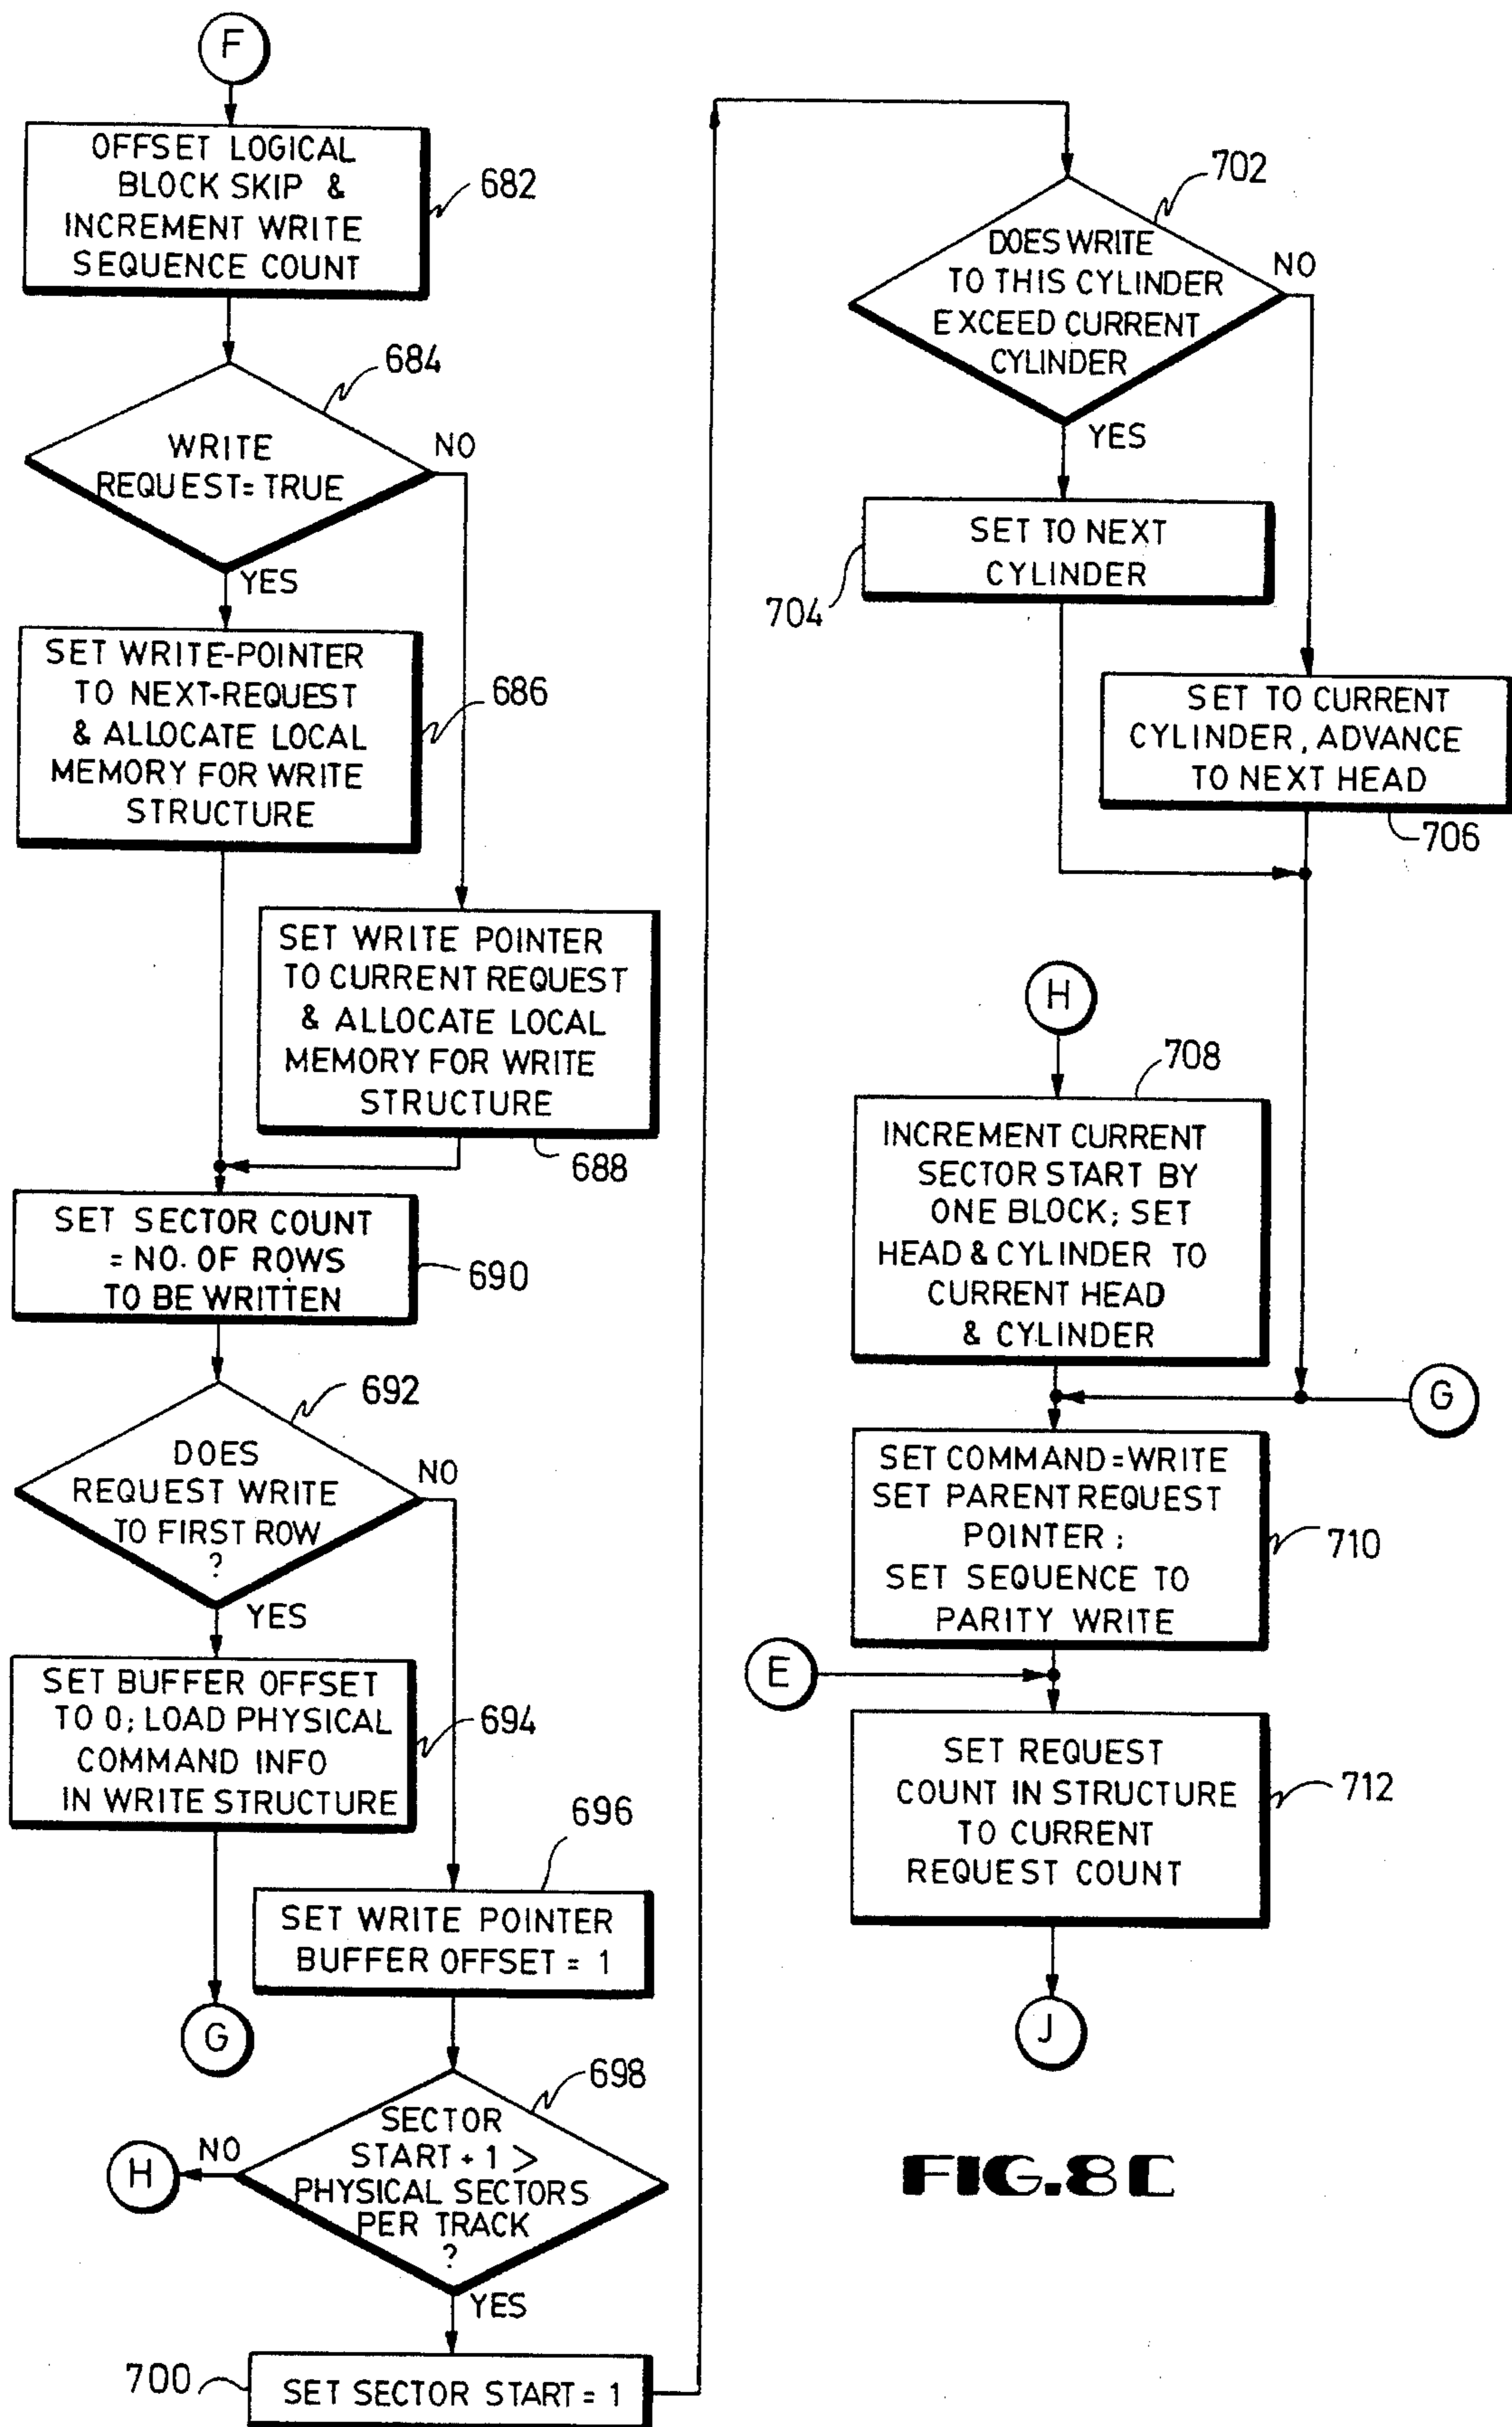 F
OFFSET LOGICAL
BLOCK SKIP &
INCREMENT WRITE
SEQUENCE COUNT
682
684
WRITE
REQUEST= TRUE
NO
YES
SET WRITE-POINTER
TO NEXT-REQUEST
& ALLOCATE LOCAL
MEMORY FOR WRITE
STRUCTURE
686
SET WRITE POINTER
TO CURRENT REQUEST
& ALLOCATE LOCAL
MEMORY FOR WRITE
STRUCTURE
688
SET SECTOR COUNT
= NO. OF ROWS
TO BE WRITTEN
690
692
DOES
REQUEST WRITE
TO FIRST ROW
?
NO
YES
SET BUFFER OFFSET
TO 0; LOAD PHYSICAL
COMMAND INFO
IN WRITE STRUCTURE
694
G
696
SET WRITE POINTER
BUFFER OFFSET = 1
698
SECTOR
START + 1 >
PHYSICAL SECTORS
PER TRACK
?
NO
H
YES
700
SET SECTOR START = 1
702
DOES WRITE
TO THIS CYLINDER
EXCEED CURRENT
CYLINDER
NO
YES
SET TO NEXT
CYLINDER
704
SET TO CURRENT
CYLINDER, ADVANCE
TO NEXT HEAD
706
H
708
INCREMENT CURRENT
SECTOR START BY
ONE BLOCK; SET
HEAD & CYLINDER TO
CURRENT HEAD
& CYLINDER
G
SET COMMAND=WRITE
SET PARENT REQUEST
POINTER :
SET SEQUENCE TO
PARITY WRITE
710
E
SET REQUEST
COUNT IN STRUCTURE
TO CURRENT
REQUEST COUNT
712
J
FIG.8C